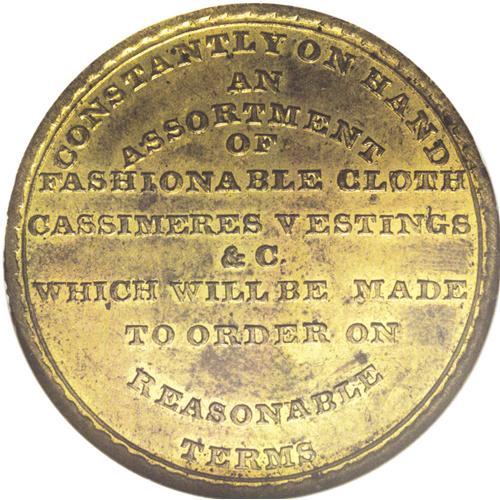 CONSTANTLY ON HAND
AN
ASSORTMENT
OF
FASHIONABLE CLOTH
CASSIMERES VESTINGS
& C.
WHICH WILL BE MADE
TO ORDER ON
REASONABLE
TERMS